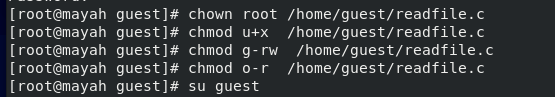 [root@mayah guest]# chown root /home/guest/readfile.c
[root@mayah guest]# chmod u+x  /home/guest/readfile.c
[root@mayah guest]# chmod g-rw  /home/guest/readfile.c
[root@mayah guest]# chmod o-r  /home/guest/readfile.c
[root@mayah guest]# su guest